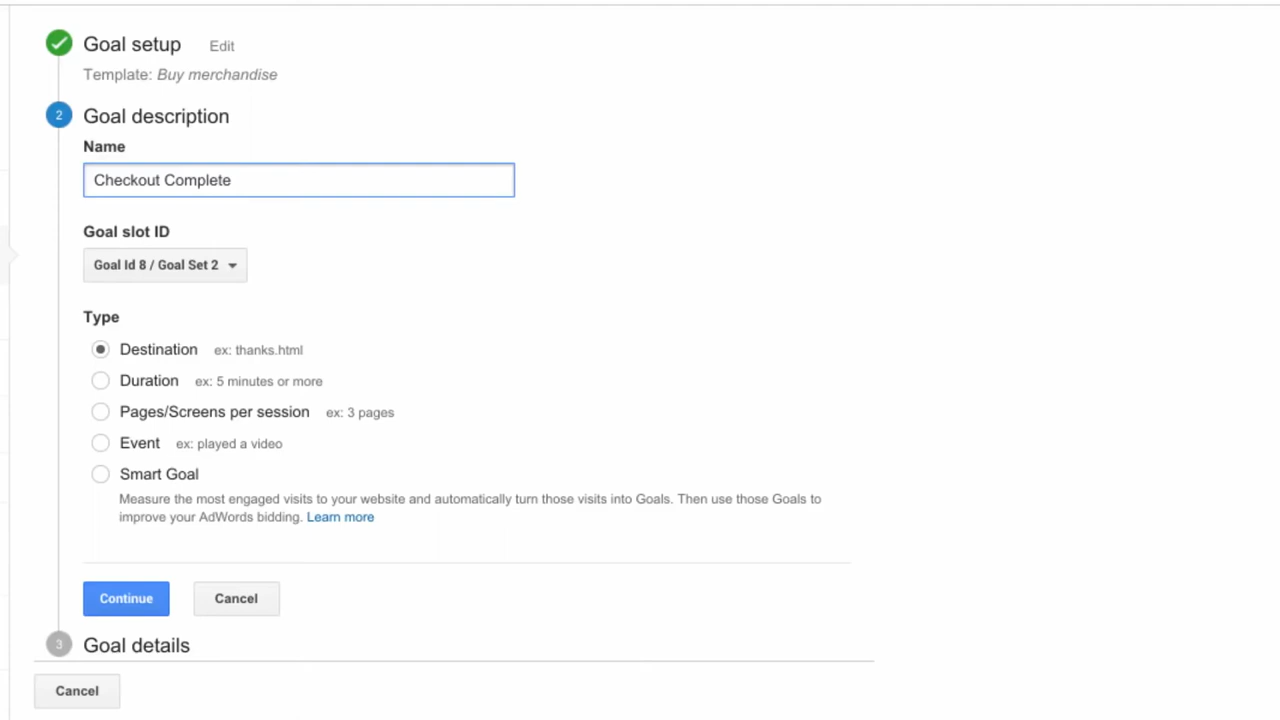 Goal setup Edit
Template: Buy merchandise
2 Goal description
Name
Checkout Complete
Goal slot ID
Goal Id 8 / Goal Set 2
Type
Destination ex: thanks.html
Duration ex: 5 minutes or more
Pages/Screens per session ex: 3 pages
Event ex: played a video
Smart Goal
Measure the most engaged visits to your website and automatically turn those visits into Goals. Then use those Goals to
improve your AdWords bidding. Learn more
Continue Cancel
3 Goal details
Cancel